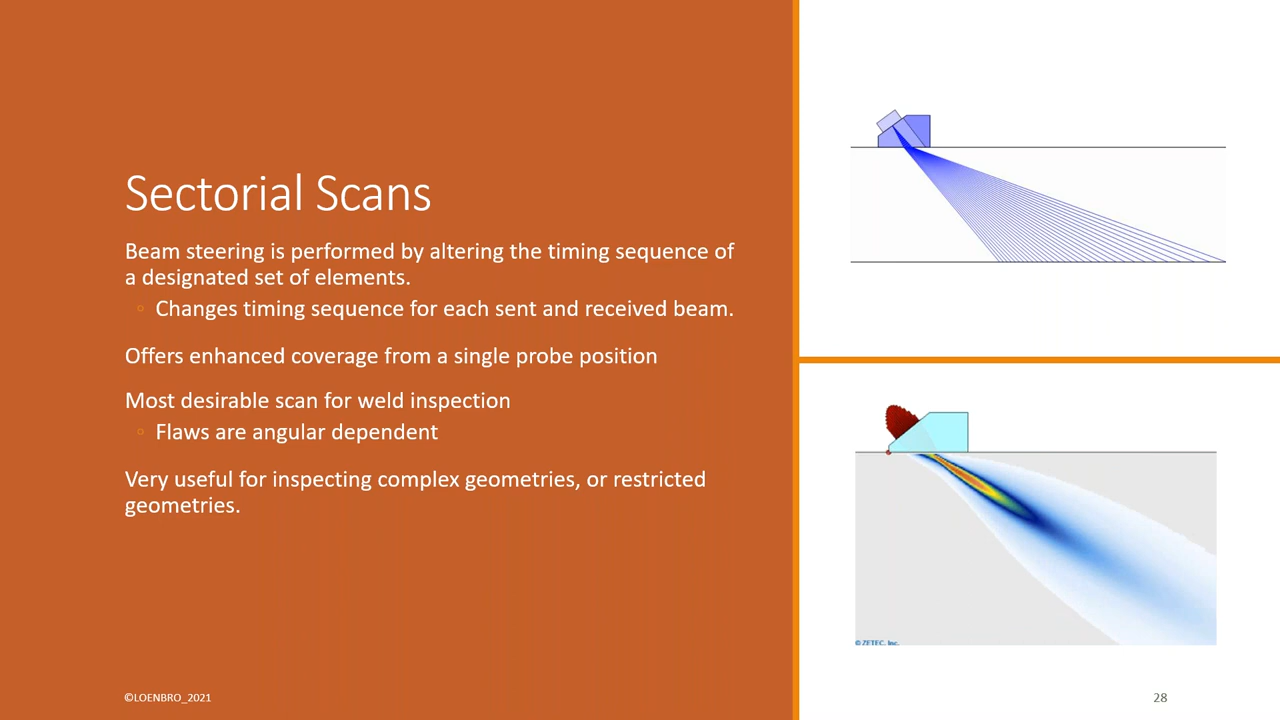 Sectorial Scans
Beam steering is performed by altering the timing sequence of
a designated set of elements.
◦ Changes timing sequence for each sent and received beam.
Offers enhanced coverage from a single probe position
Most desirable scan for weld inspection
◦ Flaws are angular dependent
Very useful for inspecting complex geometries, or restricted
geometries.
© ZETEC, Inc.
©LOENBRO_2021
28